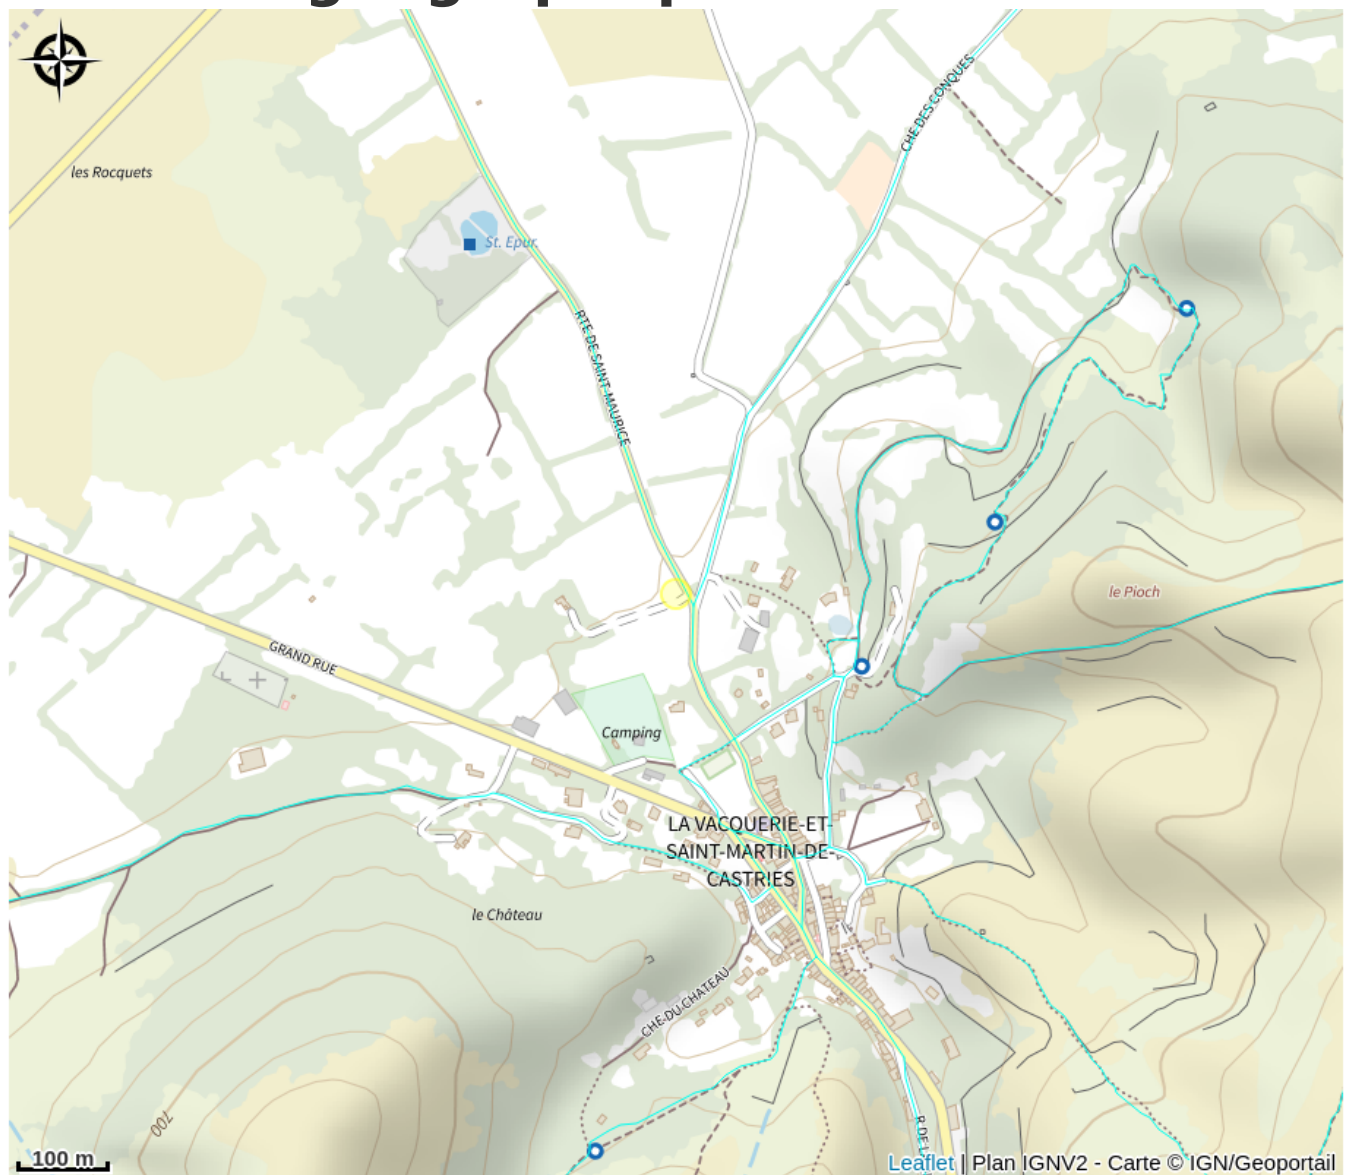 CHE DES CONQUES
les Rocquets
St. Epur.
RTE DE SAINT-MAURICE
le Pioch
GRAND RUE
Camping
LA VACQUERIE-ET-
SAINT-MARTIN-DE-
CASTRIES
le Château
CHE DU CHATEAU
700
R DE L
100 m
Leaflet | Plan IGNV2 - Carte © IGN/Geoportail